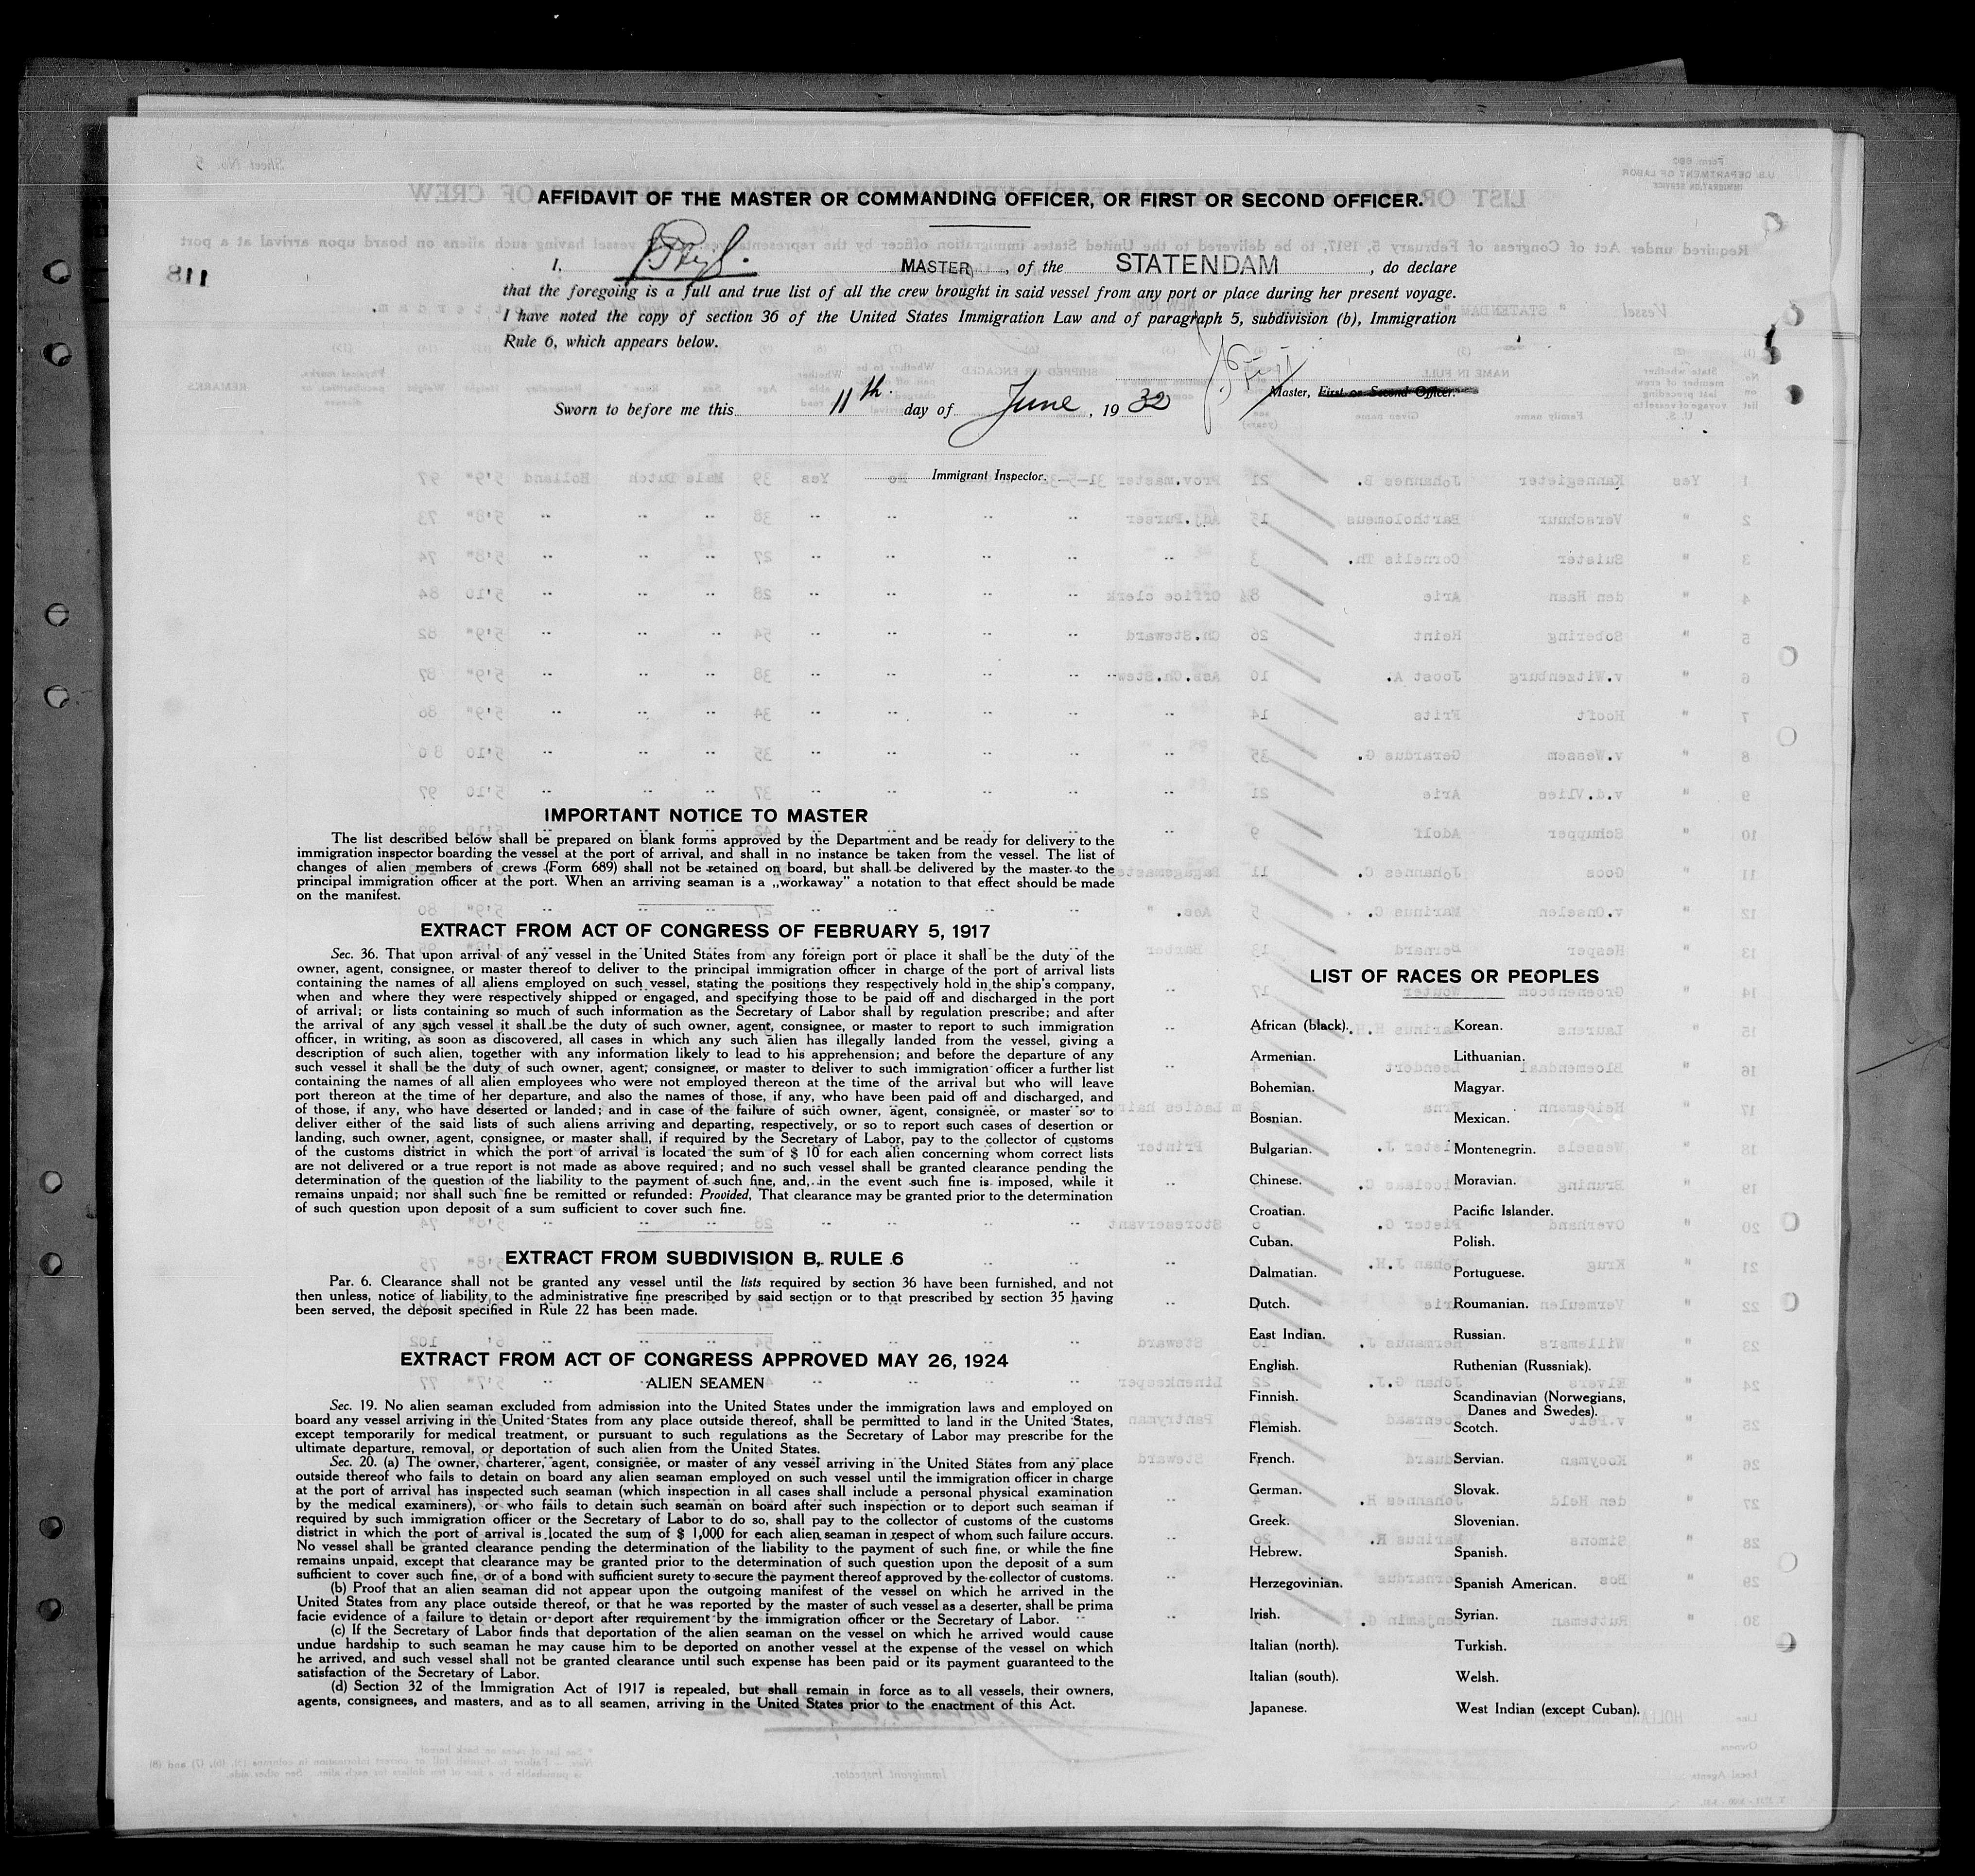 AFFIDAVIT OF THE MASTER OR COMMANDING OFFICER, OR FIRST OR SECOND OFFICER.
I, MASTER, of the STATENDAM, do declare
that the foregoing is a full and true list of all the crew brought in said vessel from any port or place during her present voyage.
I have noted the copy of section 36 of the United States Immigration Law and of paragraph 5, subdivision (b), Immigration
Rule 6, which appears below.
Master, First or Second Officer.
Sworn to before me this 11th. day of June, 1932
Immigrant Inspector.
118
IMPORTANT NOTICE TO MASTER
The list described below shall be prepared on blank forms approved by the Department and be ready for delivery to the
immigration inspector boarding the vessel at the port of arrival, and shall in no instance be taken from the vessel. The list of
changes of alien members of crews (Form 689) shall not be retained on board, but shall be delivered by the master to the
principal immigration officer at the port. When an arriving seaman is a „workaway" a notation to that effect should be made
on the manifest.
EXTRACT FROM ACT OF CONGRESS OF FEBRUARY 5, 1917
Sec. 36. That upon arrival of any vessel in the United States from any foreign port or place it shall be the duty of the
owner, agent, consignee, or master thereof to deliver to the principal immigration officer in charge of the port of arrival lists
containing the names of all aliens employed on such vessel, stating the positions they respectively hold in the ship's company,
when and where they were respectively shipped or engaged, and specifying those to be paid off and discharged in the port
of arrival; or lists containing so much of such information as the Secretary of Labor shall by regulation prescribe; and after
the arrival of any such vessel it shall be the duty of such owner, agent, consignee, or master to report to such immigration
officer, in writing, as soon as discovered, all cases in which any such alien has illegally landed from the vessel, giving a
description of such alien, together with any information likely to lead to his apprehension; and before the departure of any
such vessel it shall be the duty of such owner, agent, consignee, or master to deliver to such immigration officer a further list
containing the names of all alien employees who were not employed thereon at the time of the arrival but who will leave
port thereon at the time of her departure, and also the names of those, if any, who have been paid off and discharged, and
of those, if any, who have deserted or landed; and in case of the failure of such owner, agent, consignee, or master so to
deliver either of the said lists of such aliens arriving and departing, respectively, or so to report such cases of desertion or
landing, such owner, agent, consignee, or master shall, if required by the Secretary of Labor, pay to the collector of customs
of the customs district in which the port of arrival is located the sum of $ 10 for each alien concerning whom correct lists
are not delivered or a true report is not made as above required; and no such vessel shall be granted clearance pending the
determination of the question of the liability to the payment of such fine, and, in the event such fine is imposed, while it
remains unpaid; nor shall such fine be remitted or refunded: Provided, That clearance may be granted prior to the determination
of such question upon deposit of a sum sufficient to cover such fine.
EXTRACT FROM SUBDIVISION B, RULE 6
Par. 6. Clearance shall not be granted any vessel until the lists required by section 36 have been furnished, and not
then unless, notice of liability to the administrative fine prescribed by said section or to that prescribed by section 35 having
been served, the deposit specified in Rule 22 has been made.
EXTRACT FROM ACT OF CONGRESS APPROVED MAY 26, 1924
ALIEN SEAMEN
Sec. 19. No alien seaman excluded from admission into the United States under the immigration laws and employed on
board any vessel arriving in the United States from any place outside thereof, shall be permitted to land in the United States,
except temporarily for medical treatment, or pursuant to such regulations as the Secretary of Labor may prescribe for the
ultimate departure, removal, or deportation of such alien from the United States.
Sec. 20. (a) The owner, charterer, agent, consignee, or master of any vessel arriving in the United States from any place
outside thereof who fails to detain on board any alien seaman employed on such vessel until the immigration officer in charge
at the port of arrival has inspected such seaman (which inspection in all cases shall include a personal physical examination
by the medical examiners), or who fails to detain such seaman on board after such inspection or to deport such seaman if
required by such immigration officer or the Secretary of Labor to do so, shall pay to the collector of customs of the customs
district in which the port of arrival is located the sum of $ 1,000 for each alien seaman in respect of whom such failure occurs.
No vessel shall be granted clearance pending the determination of the liability to the payment of such fine, or while the fine
remains unpaid, except that clearance may be granted prior to the determination of such question upon the deposit of a sum
sufficient to cover such fine, or of a bond with sufficient surety to secure the payment thereof approved by the collector of customs.
(b) Proof that an alien seaman did not appear upon the outgoing manifest of the vessel on which he arrived in the
United States from any place outside thereof, or that he was reported by the master of such vessel as a deserter, shall be prima
facie evidence of a failure to detain or deport after requirement by the immigration officer or the Secretary of Labor.
(c) If the Secretary of Labor finds that deportation of the alien seaman on the vessel on which he arrived would cause
undue hardship to such seaman he may cause him to be deported on another vessel at the expense of the vessel on which
he arrived, and such vessel shall not be granted clearance until such expense has been paid or its payment guaranteed to the
satisfaction of the Secretary of Labor.
(d) Section 32 of the Immigration Act of 1917 is repealed, but shall remain in force as to all vessels, their owners,
agents, consignees, and masters, and as to all seamen, arriving in the United States prior to the enactment of this Act.
LIST OF RACES OR PEOPLES
African (black).
Armenian.
Bohemian.
Bosnian.
Bulgarian.
Chinese.
Croatian.
Cuban.
Dalmatian.
Dutch.
East Indian.
English.
Finnish.
Flemish.
French.
German.
Greek.
Hebrew.
Herzegovinian.
Irish.
Italian (north).
Italian (south).
Japanese.
Korean.
Lithuanian.
Magyar.
Mexican.
Montenegrin.
Moravian.
Pacific Islander.
Polish.
Portuguese.
Roumanian.
Russian.
Ruthenian (Russniak).
Scandinavian (Norwegians,
Danes and Swedes).
Scotch.
Servian.
Slovak.
Slovenian.
Spanish.
Spanish American.
Syrian.
Turkish.
Welsh.
West Indian (except Cuban).